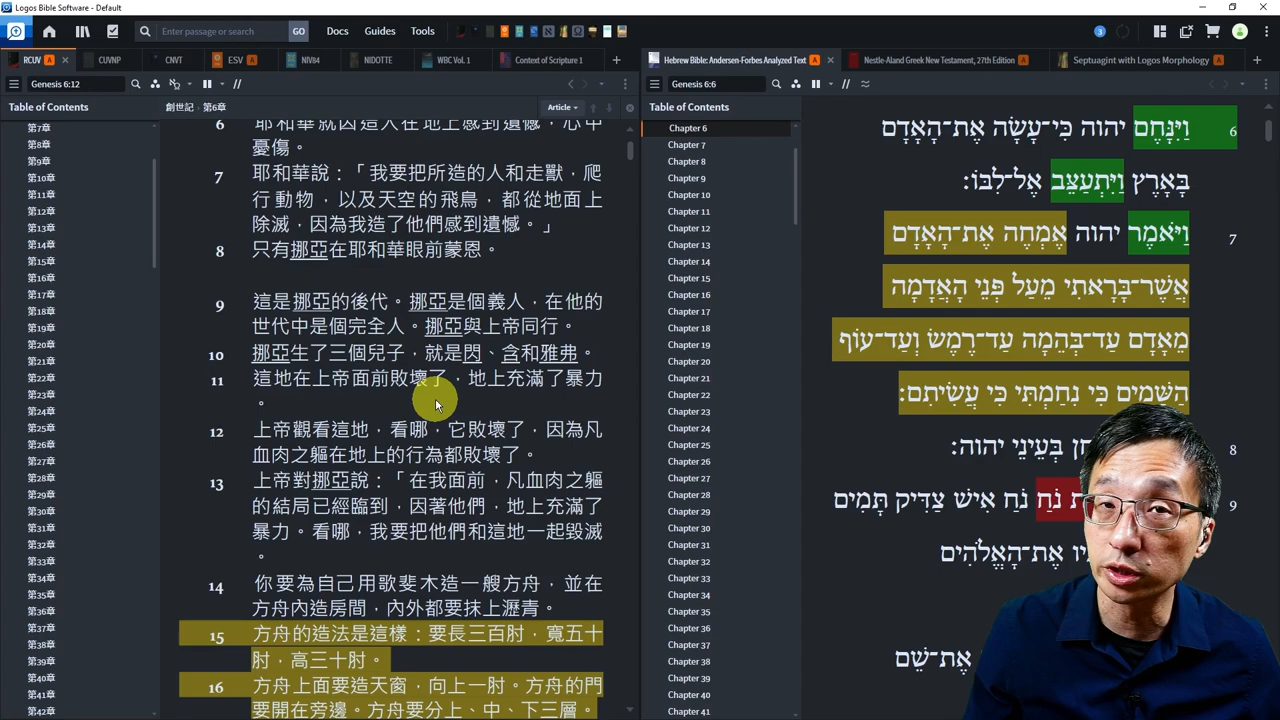 Logos Bible Software - Default
Enter passage or search
GO
Docs
Guides
Tools
3
RCUV A
CUVNP
CNVT
ESV A
NIV84
NIDOTTE
WBC Vol. 1
Content of Scripture 1
Hebrew Bible: Andersen-Forbes Analyzed Text A
Nestle-Aland Greek New Testament, 27th Edition A
Septuagint with Logos Morphology A
Genesis 6:12
Genesis 6:6
Table of Contents
第7章
第8章
第9章
第10章
第11章
第12章
第13章
第14章
第15章
第16章
第17章
第18章
第19章
第20章
第21章
第22章
第23章
第24章
第25章
第26章
第27章
第28章
第29章
第30章
第31章
第32章
第33章
第34章
第35章
第36章
第37章
第38章
第39章
第40章
第41章
第42章
創世記 › 第6章
Article
6 耶和華就因造人在地上感到遺憾，心中
憂傷。
7 耶和華說：「我要把所造的人和走獸，爬
行動物，以及天空的飛鳥，都從地面上
除滅，因為我造了他們感到遺憾。」
8 只有挪亞在耶和華眼前蒙恩。
9 這是挪亞的後代。挪亞是個義人，在他的
世代中是個完全人。挪亞與上帝同行。
10 挪亞生了三個兒子，就是閃、含和雅弗。
11 這地在上帝面前敗壞了，地上充滿了暴力
。
12 上帝觀看這地，看哪，它敗壞了，因為凡
血肉之軀在地上的行為都敗壞了。
13 上帝對挪亞說：「在我面前，凡血肉之軀
的結局已經臨到，因著他們，地上充滿了
暴力。看哪，我要把他們和這地一起毀滅
。
14 你要為自己用歌斐木造一艘方舟，並在
方舟內造房間，內外都要抹上瀝青。
15 方舟的造法是這樣：要長三百肘，寬五十
肘，高三十肘。
16 方舟上面要造天窗，向上一肘。方舟的門
要開在旁邊。方舟要分上、中、下三層。
Table of Contents
Chapter 6
Chapter 7
Chapter 8
Chapter 9
Chapter 10
Chapter 11
Chapter 12
Chapter 13
Chapter 14
Chapter 15
Chapter 16
Chapter 17
Chapter 18
Chapter 19
Chapter 20
Chapter 21
Chapter 22
Chapter 23
Chapter 24
Chapter 25
Chapter 26
Chapter 27
Chapter 28
Chapter 29
Chapter 30
Chapter 31
Chapter 32
Chapter 33
Chapter 34
Chapter 35
Chapter 36
Chapter 37
Chapter 38
Chapter 39
Chapter 40
Chapter 41
6 וַיִּנָּחֶם יהוה כִּי־עָשָׂה אֶת־הָאָדָם
בָּאָרֶץ וַיִּתְעַצֵּב אֶל־לִבּוֹ׃
7 וַיֹּאמֶר יהוה אֶמְחֶה אֶת־הָאָדָם
אֲשֶׁר־בָּרָאתִי מֵעַל פְּנֵי הָאֲדָמָה
מֵאָדָם עַד־בְּהֵמָה עַד־רֶמֶשׂ וְעַד־עוֹף
הַשָּׁמָיִם כִּי נִחַמְתִּי כִּי עֲשִׂיתִם׃
8 בְּעֵינֵי יהוה׃
9 נֹחַ נֹחַ אִישׁ צַדִּיק תָּמִים
אֶת־הָאֱלֹהִים
אֶת־שֵׁם